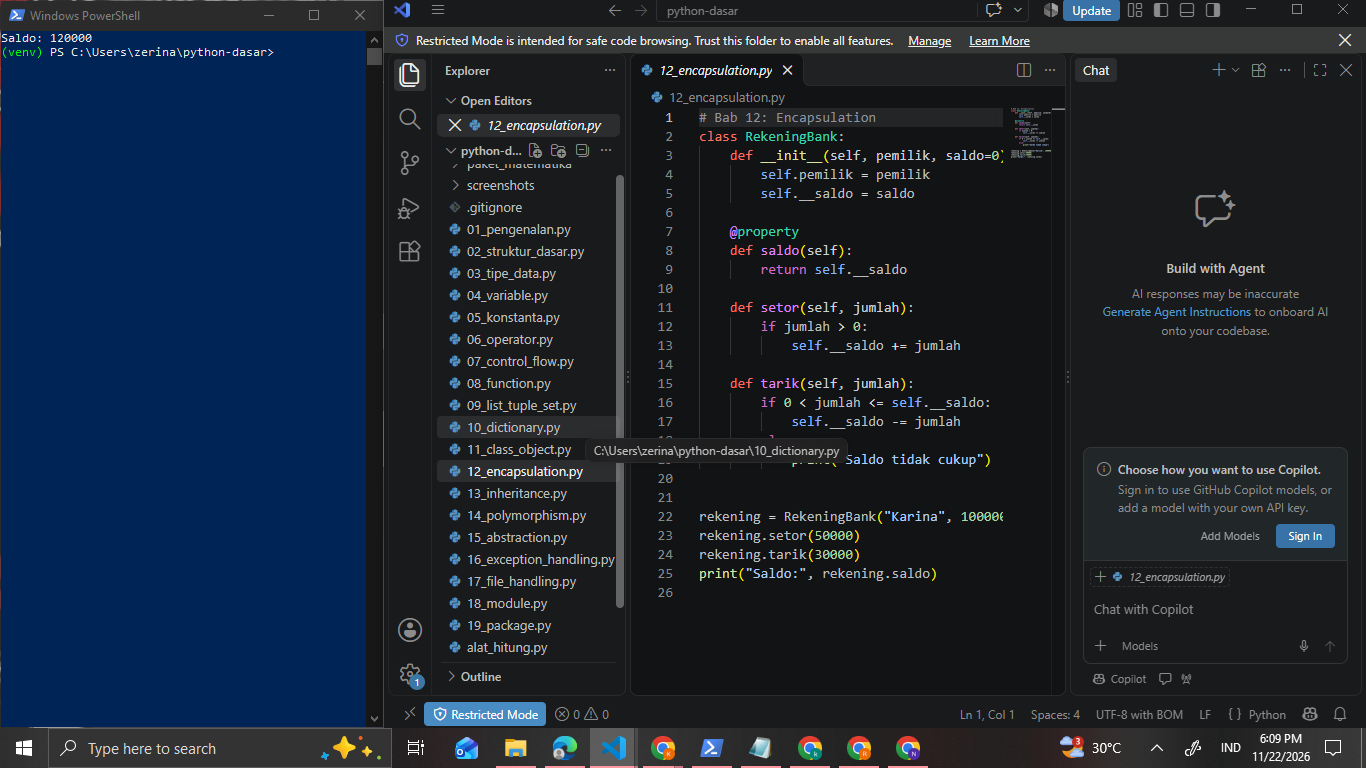 Windows PowerShell
Saldo: 120000
(venv) PS C:\Users\zerina\python-dasar>
python-dasar
Update
Restricted Mode is intended for safe code browsing. Trust this folder to enable all features.
Manage
Learn More
Explorer
Open Editors
12_encapsulation.py
python-d...
paket_matematika
screenshots
.gitignore
01_pengenalan.py
02_struktur_dasar.py
03_tipe_data.py
04_variable.py
05_konstanta.py
06_operator.py
07_control_flow.py
08_function.py
09_list_tuple_set.py
10_dictionary.py
11_class_object.py
12_encapsulation.py
13_inheritance.py
14_polymorphism.py
15_abstraction.py
16_exception_handling.py
17_file_handling.py
18_module.py
19_package.py
alat_hitung.py
Outline
1
12_encapsulation.py
12_encapsulation.py
1 # Bab 12: Encapsulation
2 class RekeningBank:
3 def __init__(self, pemilik, saldo=0)
4 self.pemilik = pemilik
5 self.__saldo = saldo
6
7 @property
8 def saldo(self):
9 return self.__saldo
10
11 def setor(self, jumlah):
12 if jumlah > 0:
13 self.__saldo += jumlah
14
15 def tarik(self, jumlah):
16 if 0 < jumlah <= self.__saldo:
17 self.__saldo -= jumlah
C:\Users\zerina\python-dasar\10_dictionary.py
"Saldo tidak cukup")
20
21
22 rekening = RekeningBank("Karina", 100000
23 rekening.setor(50000)
24 rekening.tarik(30000)
25 print("Saldo:", rekening.saldo)
26
Chat
Build with Agent
AI responses may be inaccurate
Generate Agent Instructions to onboard AI
onto your codebase.
Choose how you want to use Copilot.
Sign in to use GitHub Copilot models, or
add a model with your own API key.
Add Models
Sign In
12_encapsulation.py
Chat with Copilot
Models
Copilot
Restricted Mode
0
0
Ln 1, Col 1
Spaces: 4
UTF-8 with BOM
LF
{ } Python
Type here to search
3
30°C
IND
6:09 PM
11/22/2026